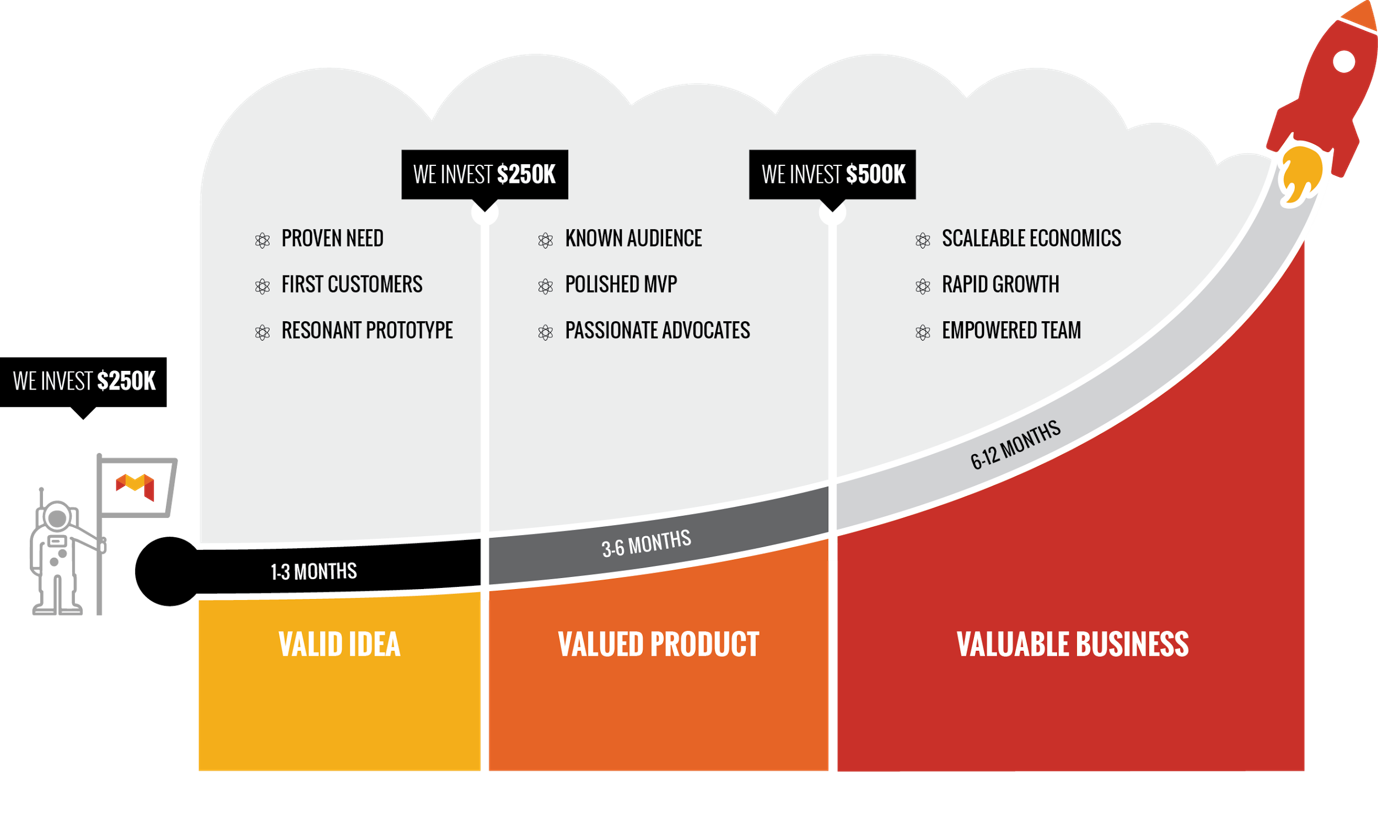 WE INVEST $250K
WE INVEST $250K
WE INVEST $500K
PROVEN NEED
FIRST CUSTOMERS
RESONANT PROTOTYPE
KNOWN AUDIENCE
POLISHED MVP
PASSIONATE ADVOCATES
SCALEABLE ECONOMICS
RAPID GROWTH
EMPOWERED TEAM
1-3 MONTHS
3-6 MONTHS
6-12 MONTHS
VALID IDEA
VALUED PRODUCT
VALUABLE BUSINESS